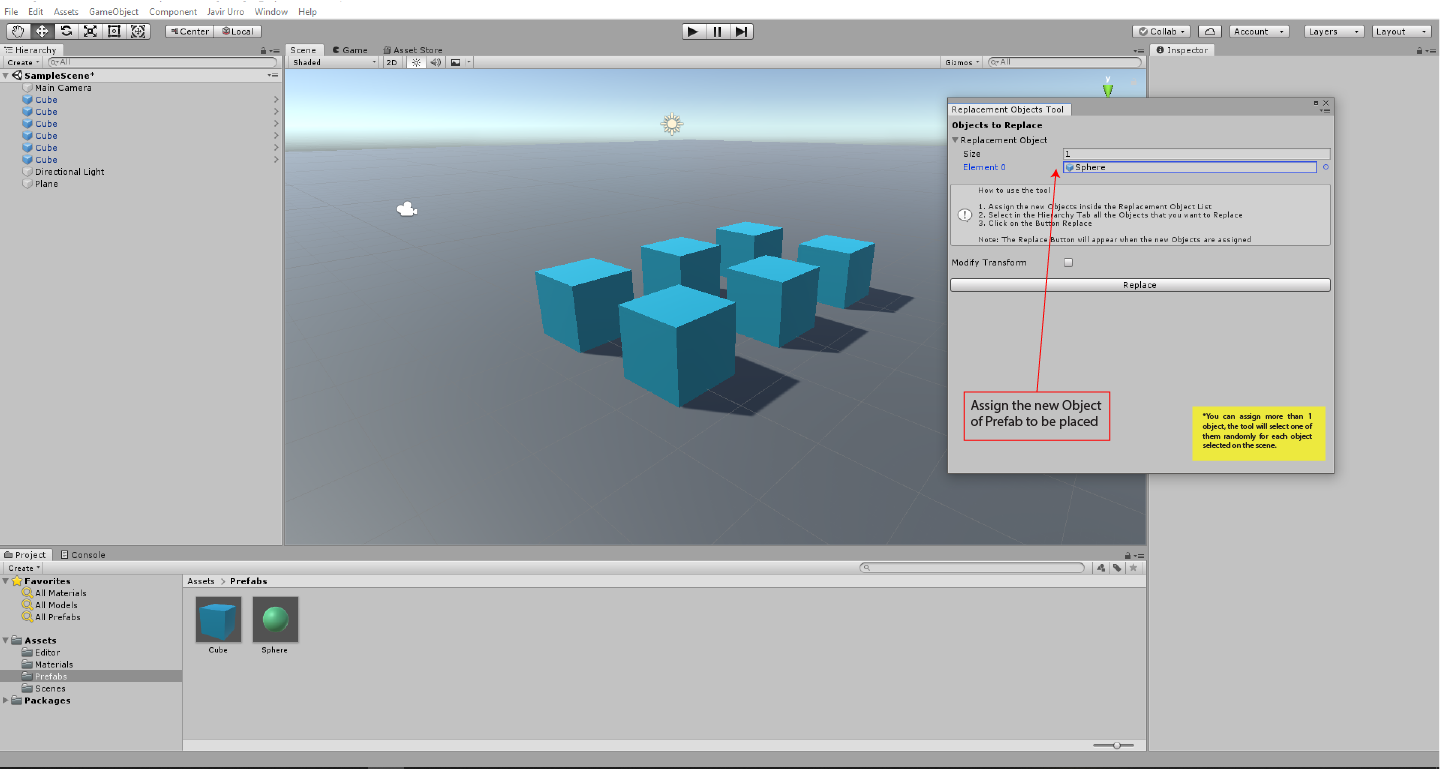 File Edit Assets GameObject Component Javir Urro Window Help
Center Local
Collab Account Layers Layout
Hierarchy
Create All
SampleScene*
Main Camera
Cube
Cube
Cube
Cube
Cube
Cube
Directional Light
Plane
Scene Game Asset Store
Shaded 2D Gizmos All
y
Inspector
Replacement Objects Tool
Objects to Replace
Replacement Object
Size 1
Element 0 Sphere
How to use the tool
1. Assign the new Objects inside the Replacement Object List
2. Select in the Hierarchy Tab all the Objects that you want to Replace
3. Click on the Button Replace
Note: The Replace Button will appear when the new Objects are assigned
Modify Transform
Replace
Assign the new Object
of Prefab to be placed
*You can assign more than 1
object, the tool will select one of
them randomly for each object
selected on the scene.
Project Console
Create
Favorites
All Materials
All Models
All Prefabs
Assets
Editor
Materials
Prefabs
Scenes
Packages
Assets > Prefabs
Cube Sphere